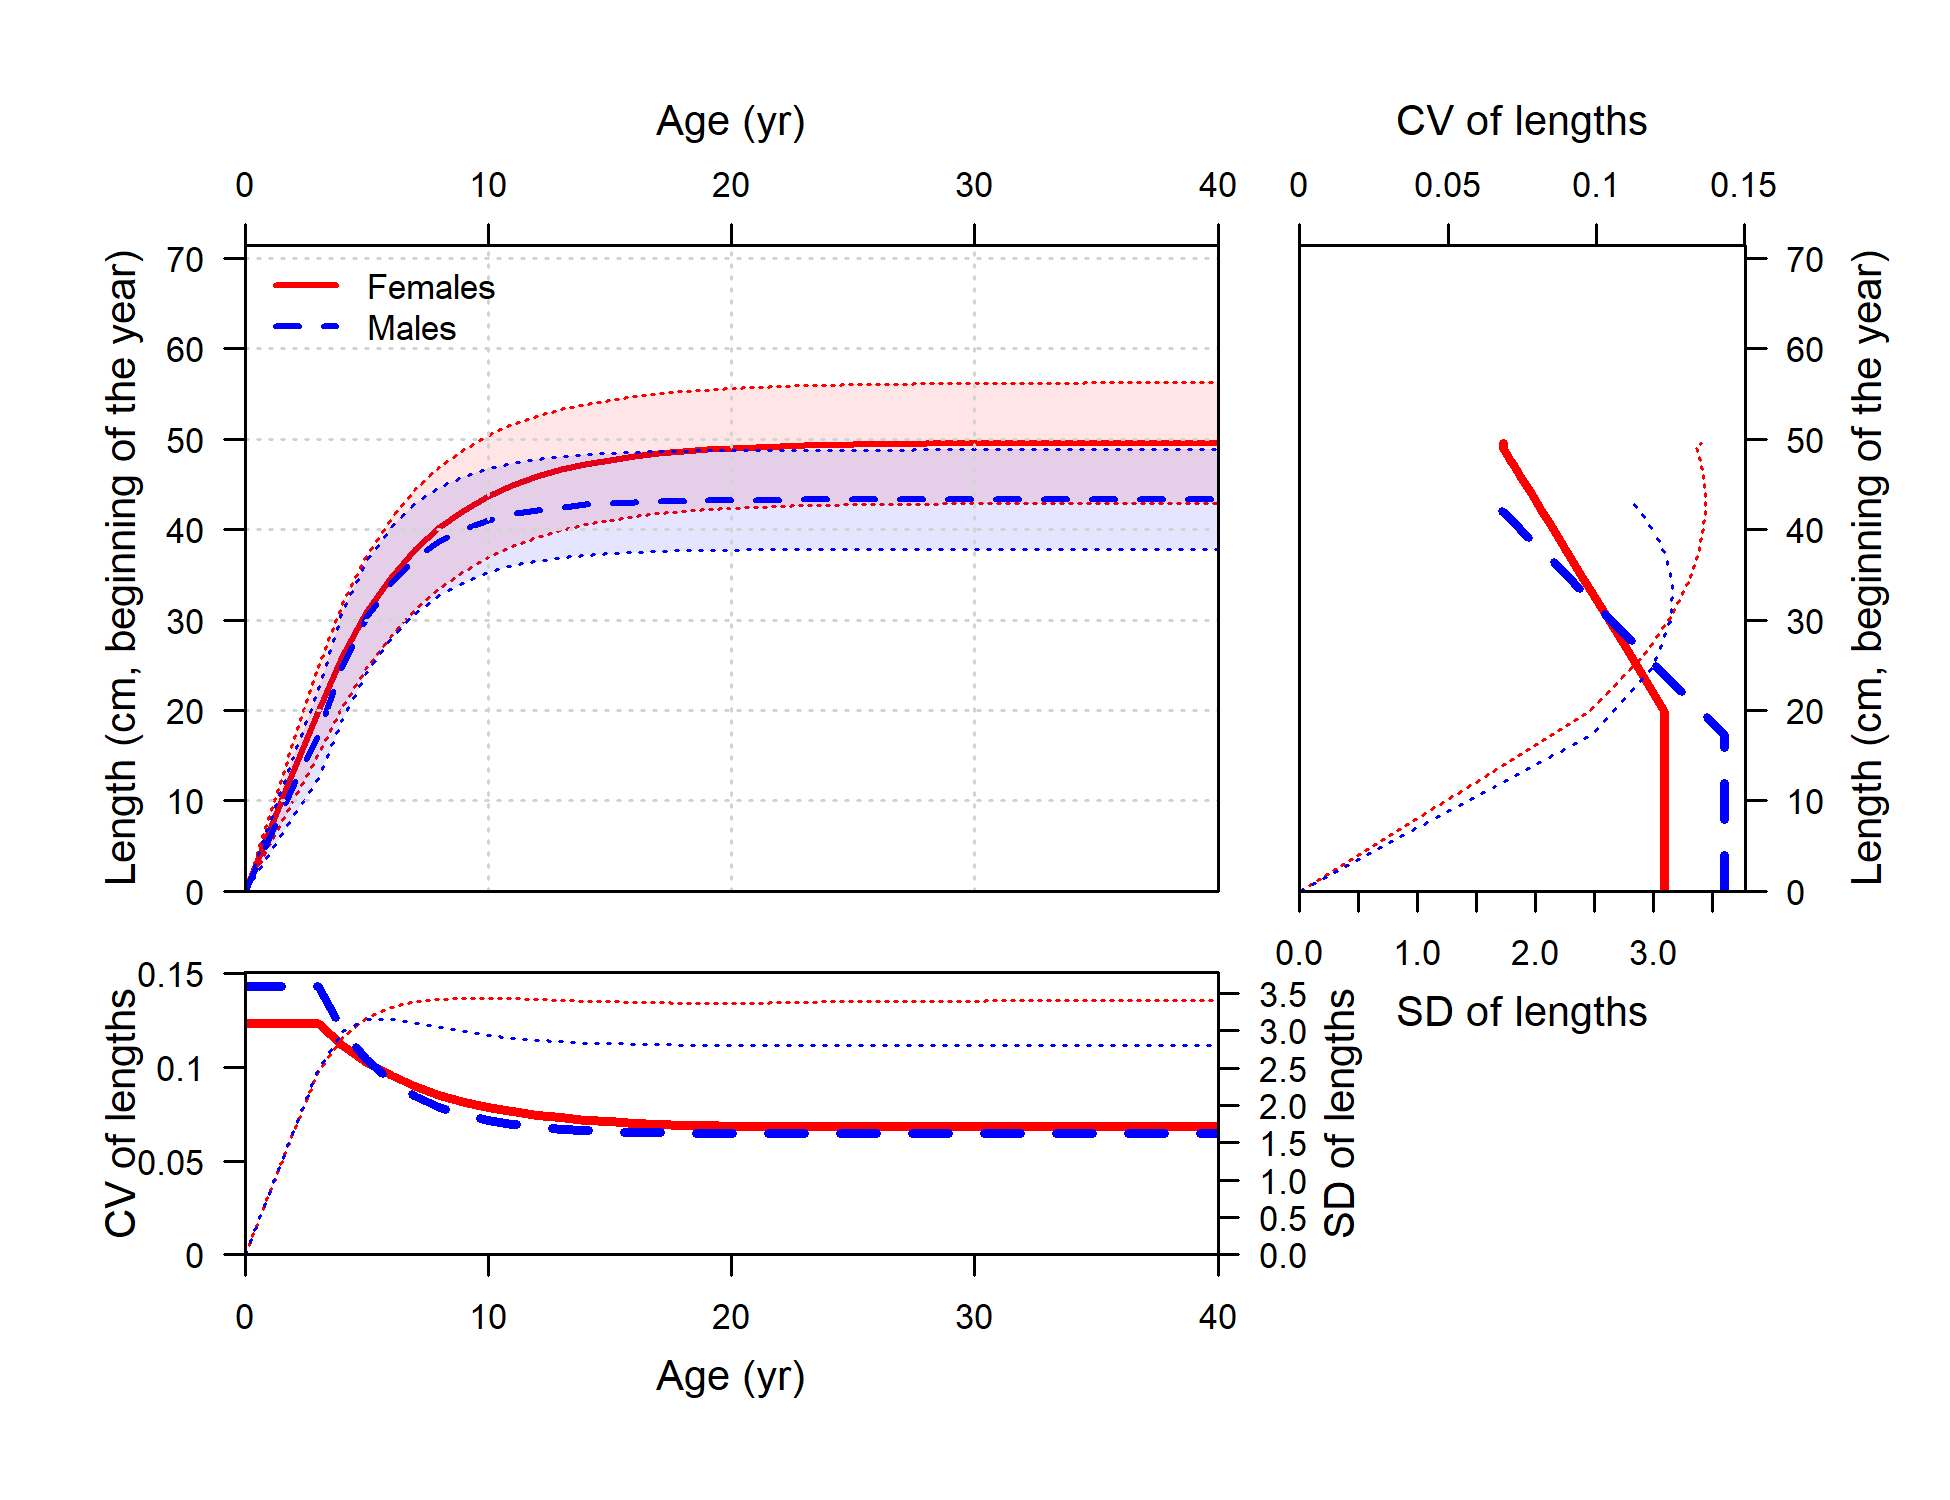 Age (yr)
CV of lengths
0 10 20 30 40
0 0.05 0.1 0.15
Length (cm, beginning of the year)
70
60
50
40
30
20
10
0
Females
Males
70
60
50
40
30
20
10
0
Length (cm, beginning of the year)
0.0 1.0 2.0 3.0
SD of lengths
CV of lengths
0.15
0.1
0.05
0
3.5
3.0
2.5
2.0
1.5
1.0
0.5
0.0
SD of lengths
0 10 20 30 40
Age (yr)